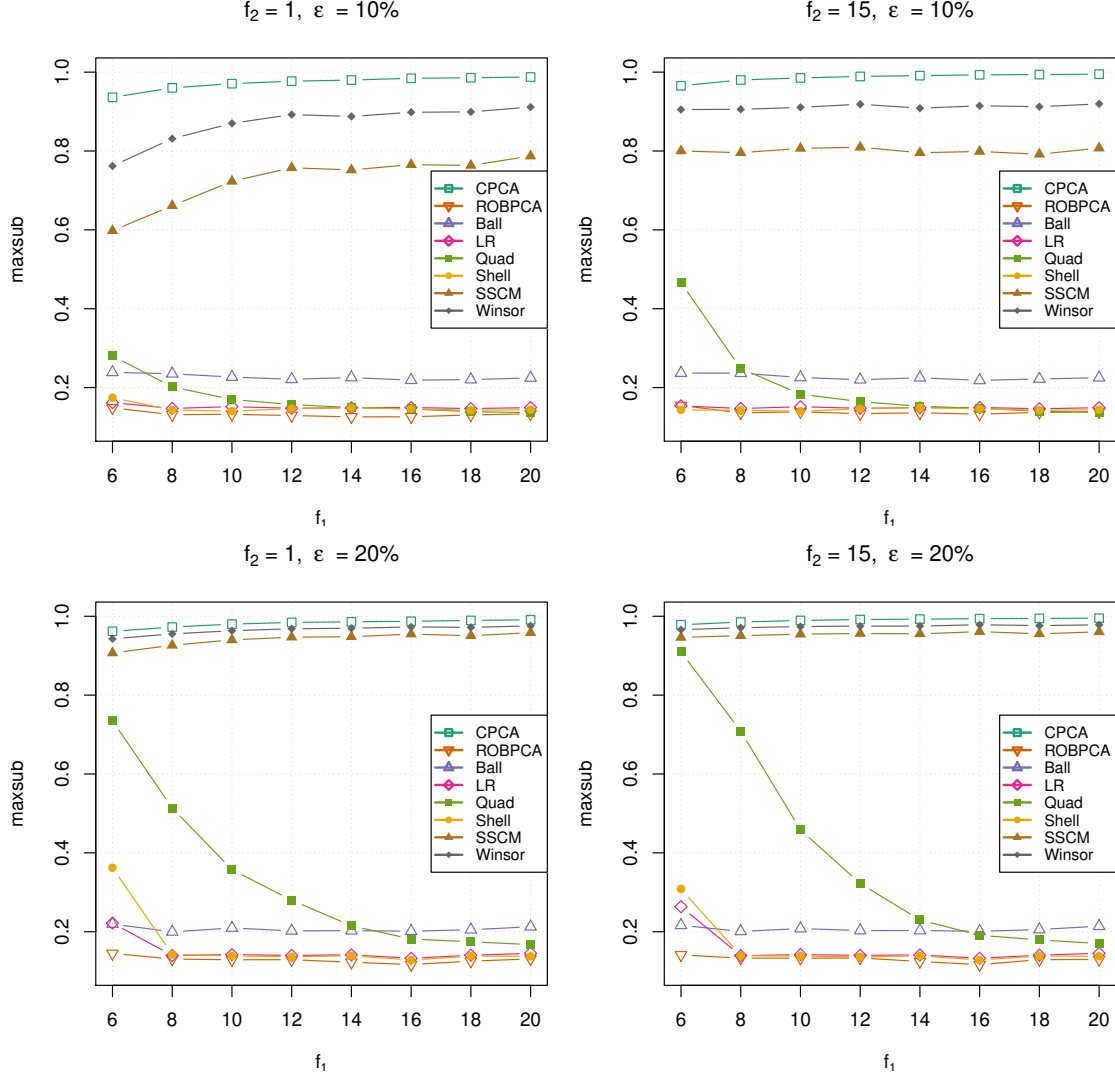 f₂ = 1, ε = 10%
maxsub
0.2 0.4 0.6 0.8 1.0
CPCA
ROBPCA
Ball
LR
Quad
Shell
SSCM
Winsor
6 8 10 12 14 16 18 20
f₁
f₂ = 15, ε = 10%
maxsub
0.2 0.4 0.6 0.8 1.0
CPCA
ROBPCA
Ball
LR
Quad
Shell
SSCM
Winsor
6 8 10 12 14 16 18 20
f₁
f₂ = 1, ε = 20%
maxsub
0.2 0.4 0.6 0.8 1.0
CPCA
ROBPCA
Ball
LR
Quad
Shell
SSCM
Winsor
6 8 10 12 14 16 18 20
f₁
f₂ = 15, ε = 20%
maxsub
0.2 0.4 0.6 0.8 1.0
CPCA
ROBPCA
Ball
LR
Quad
Shell
SSCM
Winsor
6 8 10 12 14 16 18 20
f₁